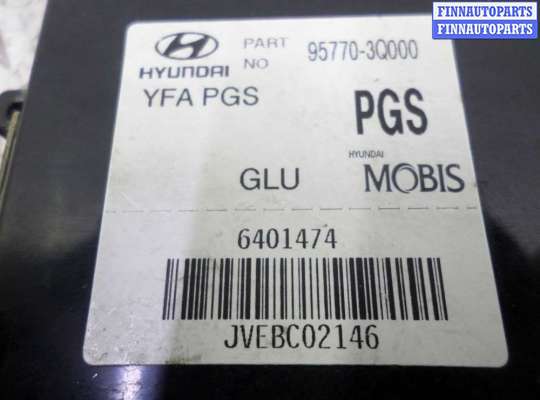 FINNAUTOPARTS
FINNAUTOPARTS
HYUNDAI
PART NO 95770-3Q000
YFA PGS
PGS
GLU
HYUNDAI
MOBIS
6401474
JVEBC02146